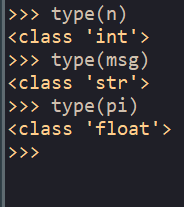 >>> type(n)
<class 'int'>
>>> type(msg)
<class 'str'>
>>> type(pi)
<class 'float'>
>>>